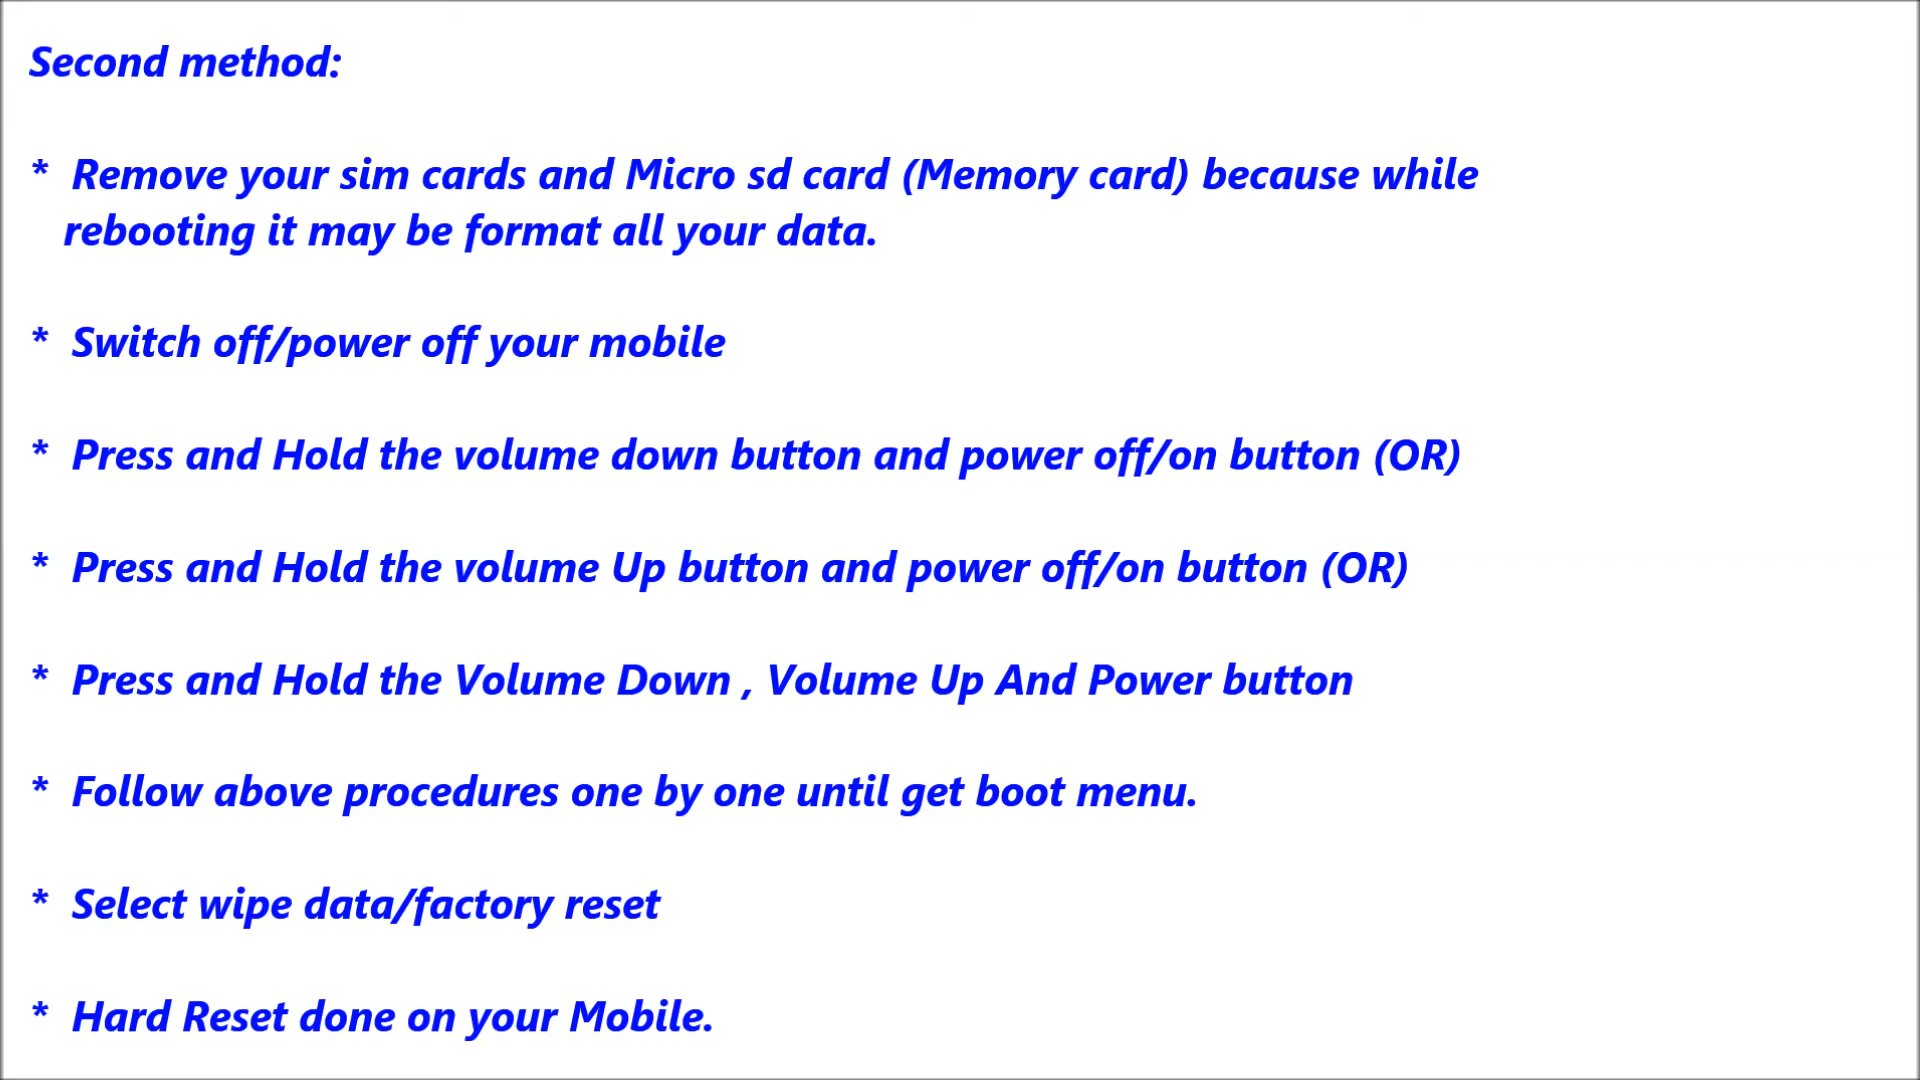 Second method:
* Remove your sim cards and Micro sd card (Memory card) because while
rebooting it may be format all your data.
* Switch off/power off your mobile
* Press and Hold the volume down button and power off/on button (OR)
* Press and Hold the volume Up button and power off/on button (OR)
* Press and Hold the Volume Down , Volume Up And Power button
* Follow above procedures one by one until get boot menu.
* Select wipe data/factory reset
* Hard Reset done on your Mobile.